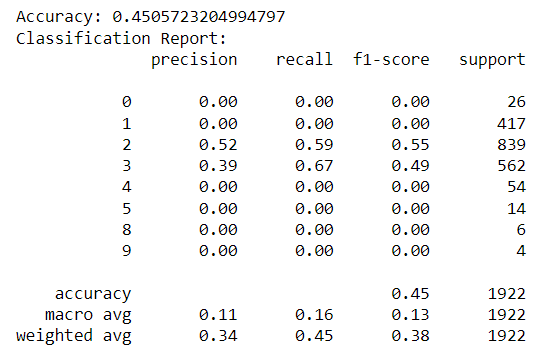 Accuracy: 0.4505723204994797
Classification Report:
precision recall f1-score support
0 0.00 0.00 0.00 26
1 0.00 0.00 0.00 417
2 0.52 0.59 0.55 839
3 0.39 0.67 0.49 562
4 0.00 0.00 0.00 54
5 0.00 0.00 0.00 14
8 0.00 0.00 0.00 6
9 0.00 0.00 0.00 4
accuracy 0.45 1922
macro avg 0.11 0.16 0.13 1922
weighted avg 0.34 0.45 0.38 1922